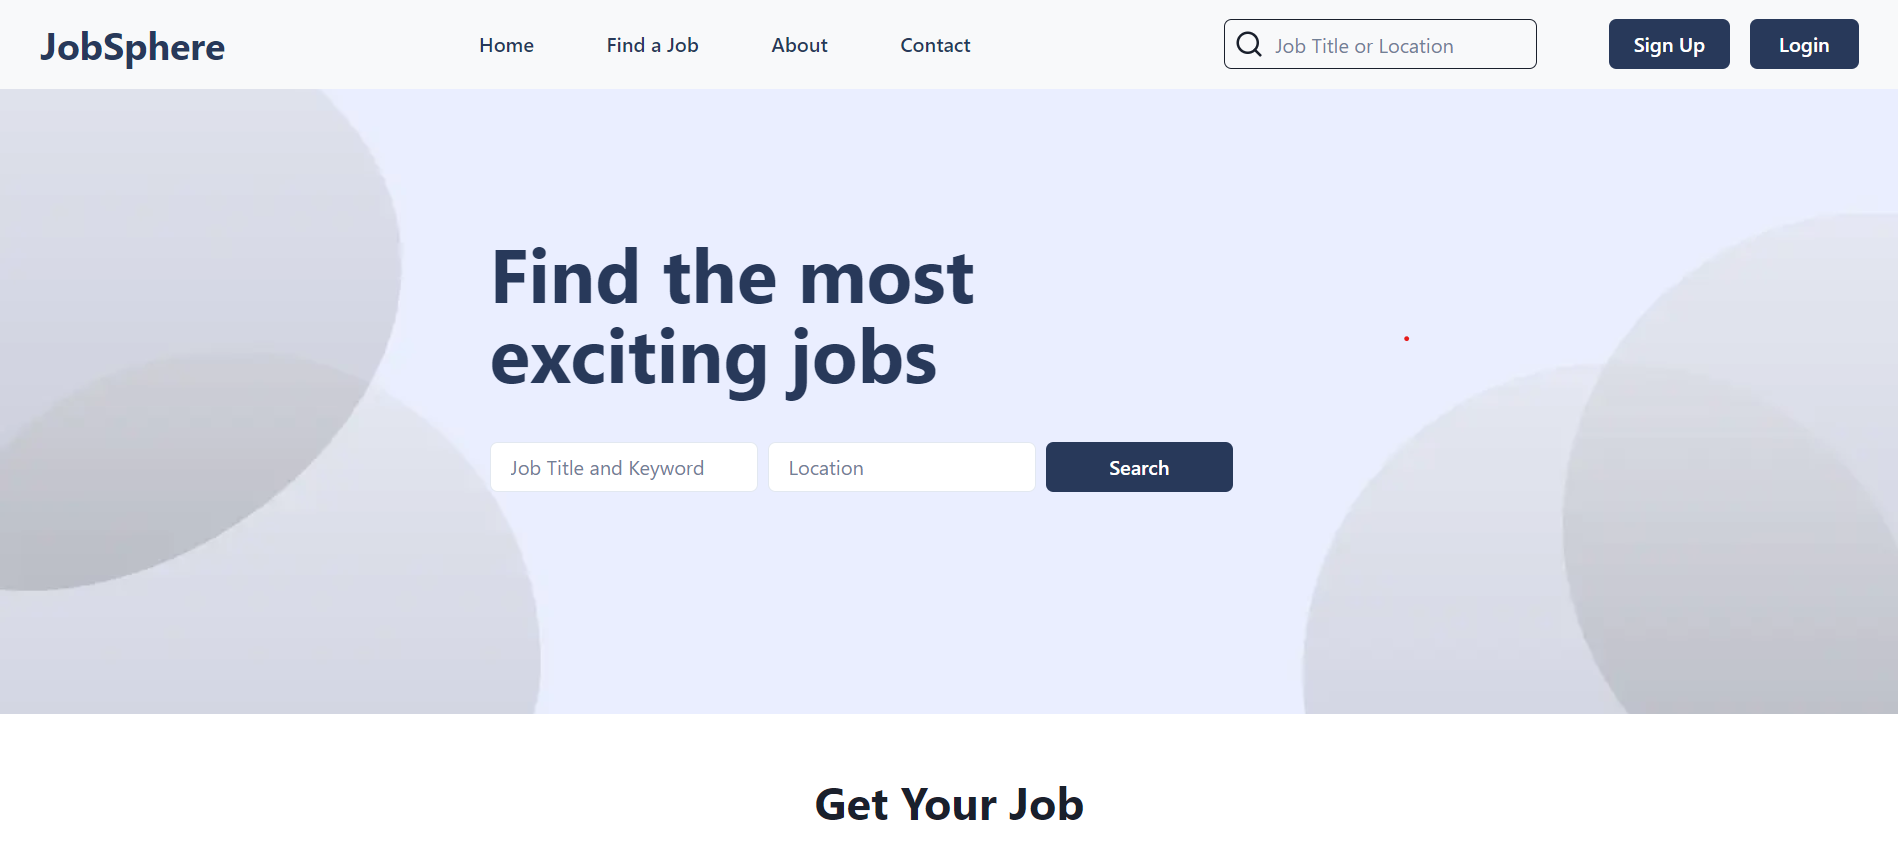 JobSphere
Home
Find a Job
About
Contact
Job Title or Location
Sign Up
Login
Find the most
exciting jobs
Job Title and Keyword
Location
Search
Get Your Job